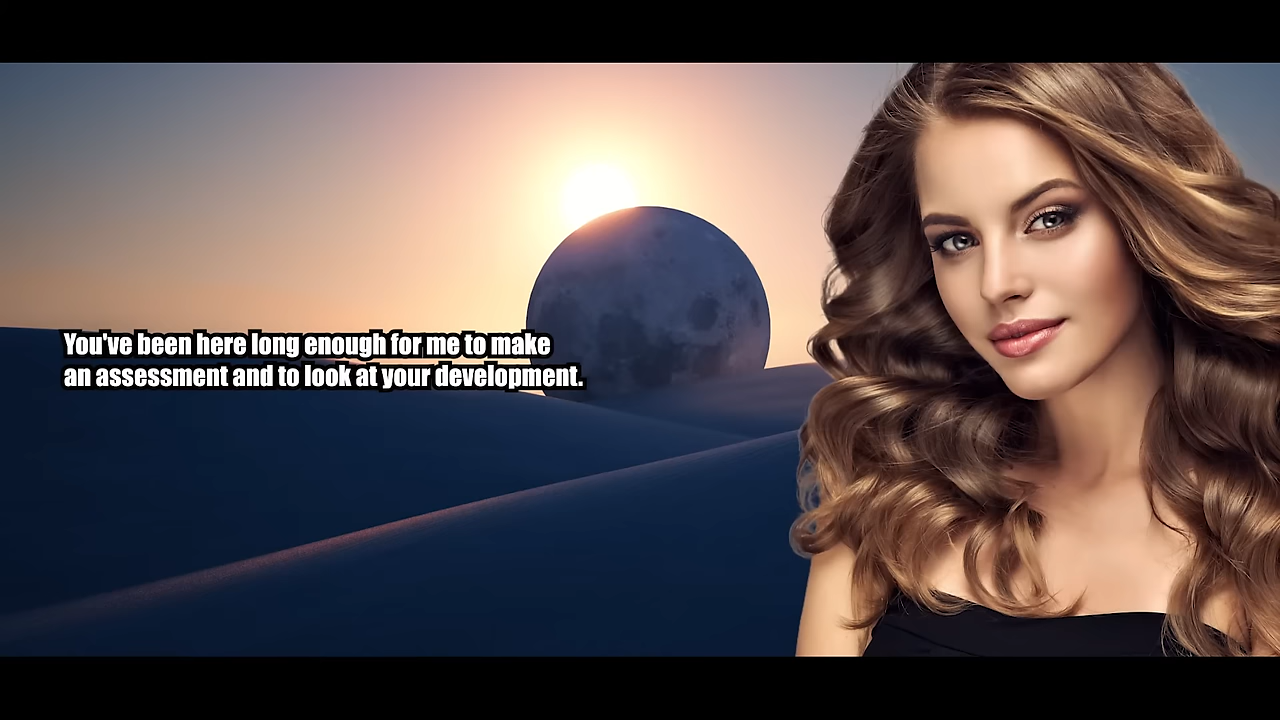 You've been here long enough for me to make
an assessment and to look at your development.